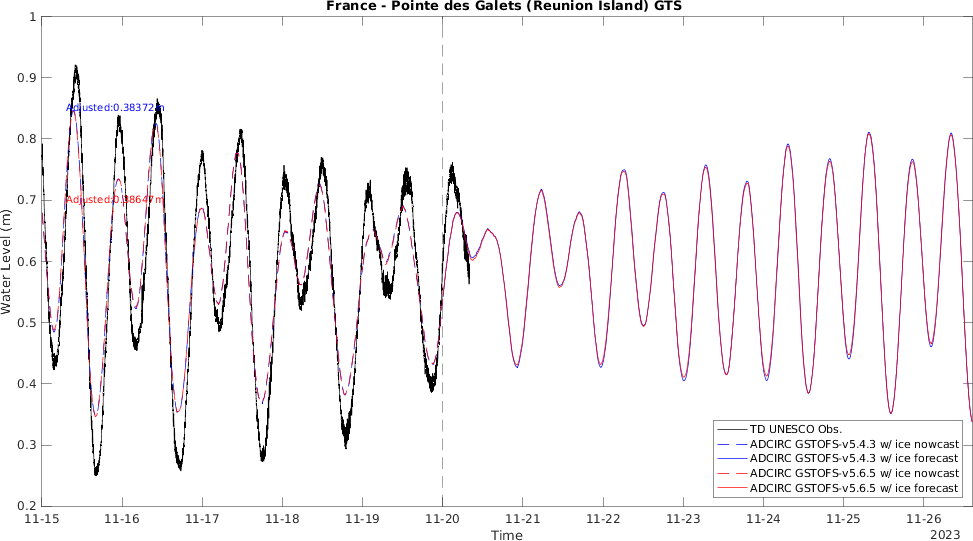 France - Pointe des Galets (Reunion Island) GTS
1
0.9
0.8
0.7
0.6
0.5
0.4
0.3
0.2
Water Level (m)
Adjusted:0.38372m
Adjusted:0.38647m
TD UNESCO Obs.
ADCIRC GSTOFS-v5.4.3 w/ ice nowcast
ADCIRC GSTOFS-v5.4.3 w/ ice forecast
ADCIRC GSTOFS-v5.6.5 w/ ice nowcast
ADCIRC GSTOFS-v5.6.5 w/ ice forecast
11-15 11-16 11-17 11-18 11-19 11-20 11-21 11-22 11-23 11-24 11-25 11-26
Time
2023